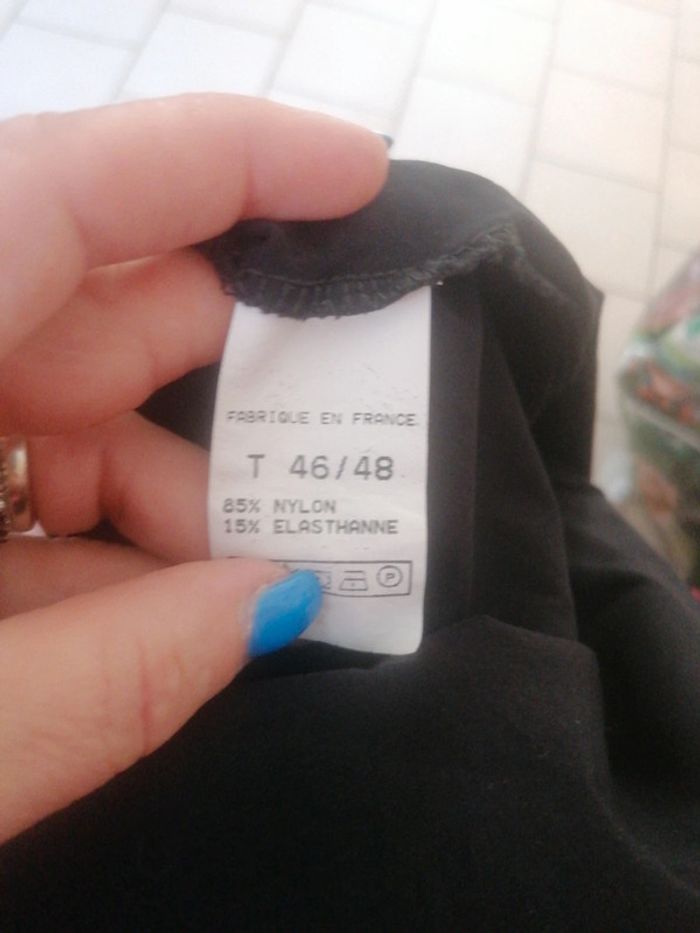 FABRIQUE EN FRANCE
T 46/48
85% NYLON
15% ELASTHANNE
P